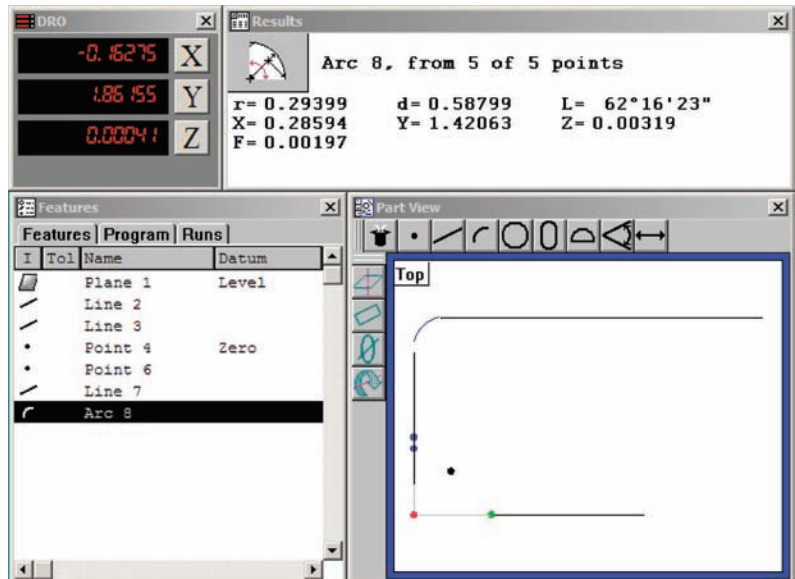 DRO
-0.16275 X
1.86155 Y
0.00041 Z
Results
Arc 8, from 5 of 5 points
r= 0.29399 d= 0.58799 L= 62°16'23"
X= 0.28594 Y= 1.42063 Z= 0.00319
F= 0.00197
Features
Features Program Runs
I Tol Name Datum
Plane 1 Level
Line 2
Line 3
Point 4 Zero
Point 6
Line 7
Arc 8
Part View
Top